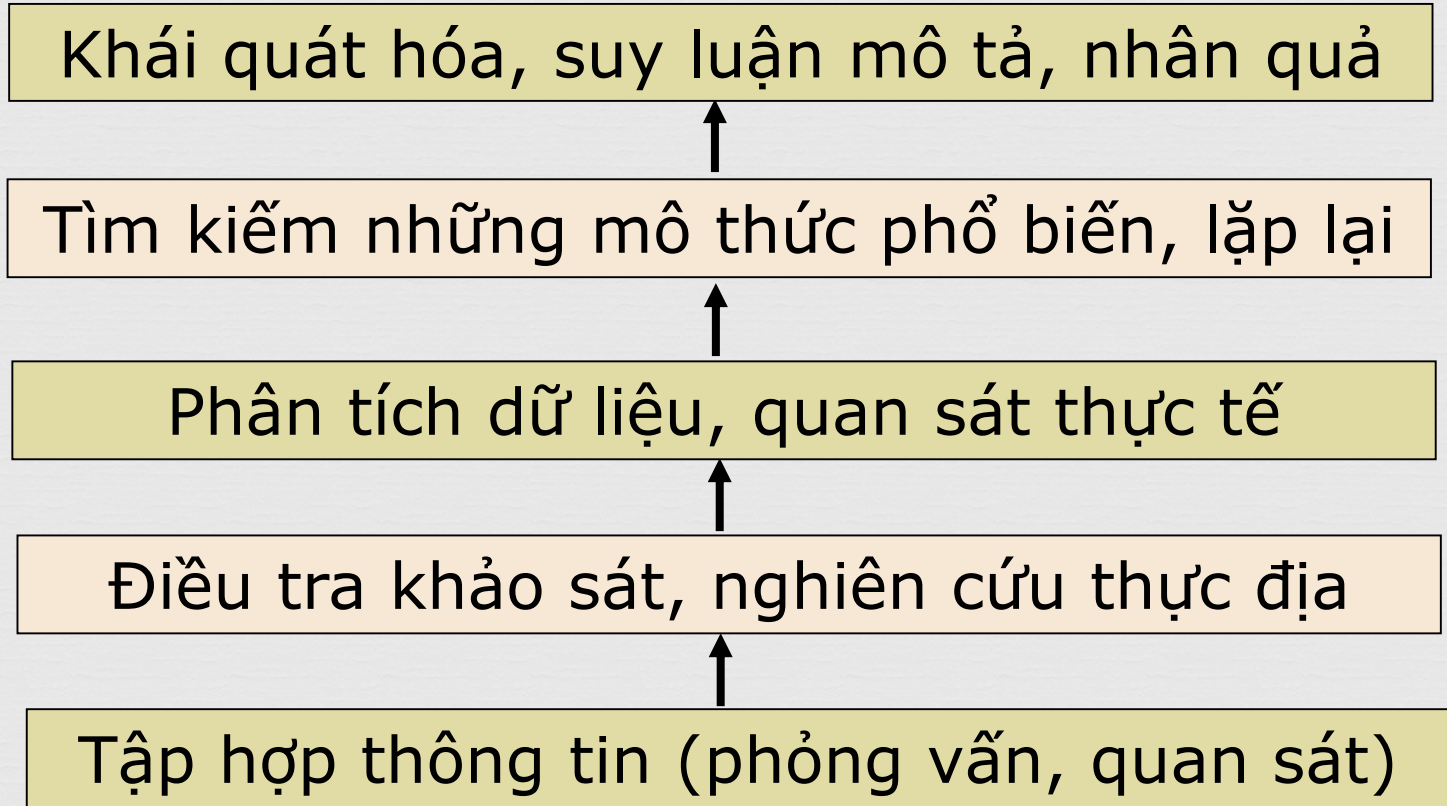 Khái quát hóa, suy luận mô tả, nhân quả
Tìm kiếm những mô thức phổ biến, lặp lại
Phân tích dữ liệu, quan sát thực tế
Điều tra khảo sát, nghiên cứu thực địa
Tập hợp thông tin (phỏng vấn, quan sát)